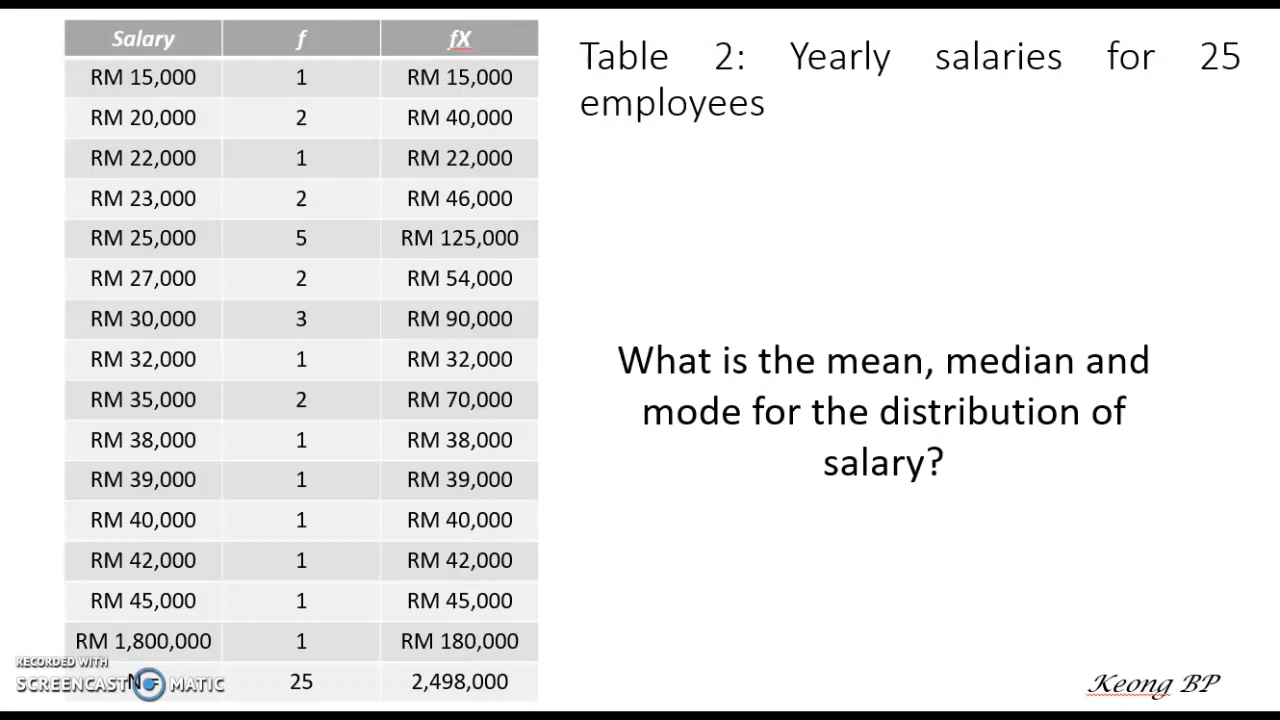 Salary f fX
RM 15,000 1 RM 15,000
RM 20,000 2 RM 40,000
RM 22,000 1 RM 22,000
RM 23,000 2 RM 46,000
RM 25,000 5 RM 125,000
RM 27,000 2 RM 54,000
RM 30,000 3 RM 90,000
RM 32,000 1 RM 32,000
RM 35,000 2 RM 70,000
RM 38,000 1 RM 38,000
RM 39,000 1 RM 39,000
RM 40,000 1 RM 40,000
RM 42,000 1 RM 42,000
RM 45,000 1 RM 45,000
RM 1,800,000 1 RM 180,000
N = 25 2,498,000
Table 2: Yearly salaries for 25
employees
What is the mean, median and
mode for the distribution of
salary?
RECORDED WITH
SCREENCAST MATIC
Keong BP